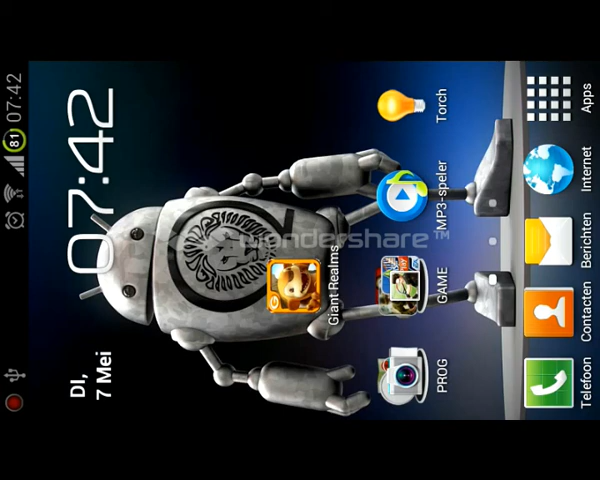 81 07:42
07:42
DI,
7 Mei
wondershare™
Giant Realms
PROG
GAME
MP3-speler
Torch
Telefoon
Contacten
Berichten
Internet
Apps